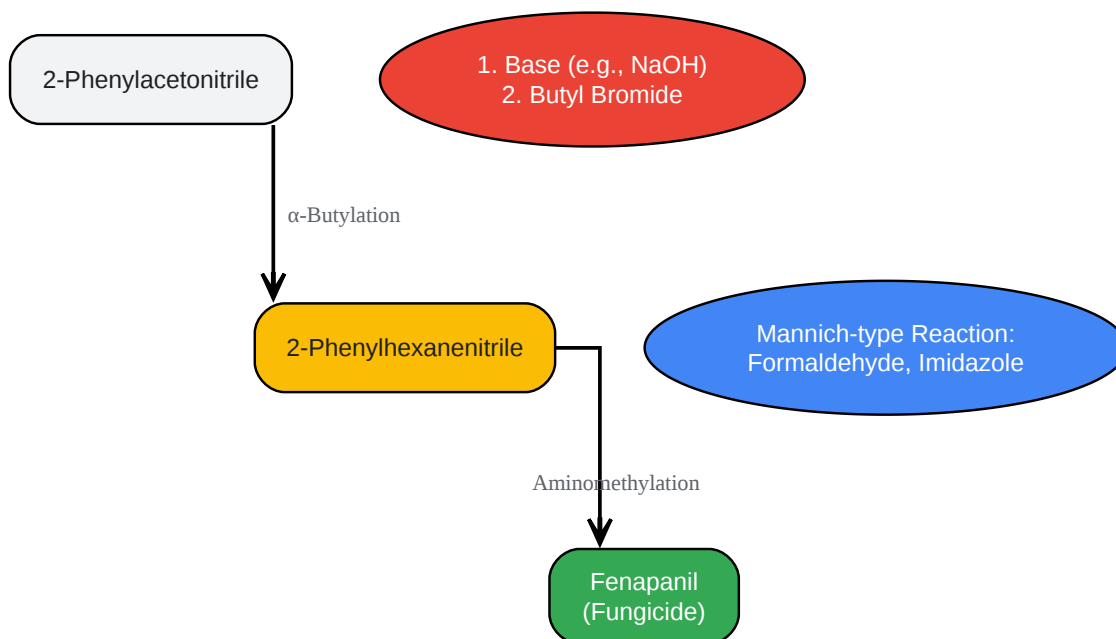 2-Phenylacetonitrile
1. Base (e.g., NaOH)
2. Butyl Bromide
α-Butylation
2-Phenylhexanenitrile
Mannich-type Reaction:
Formaldehyde, Imidazole
Aminomethylation
Fenapanil
(Fungicide)